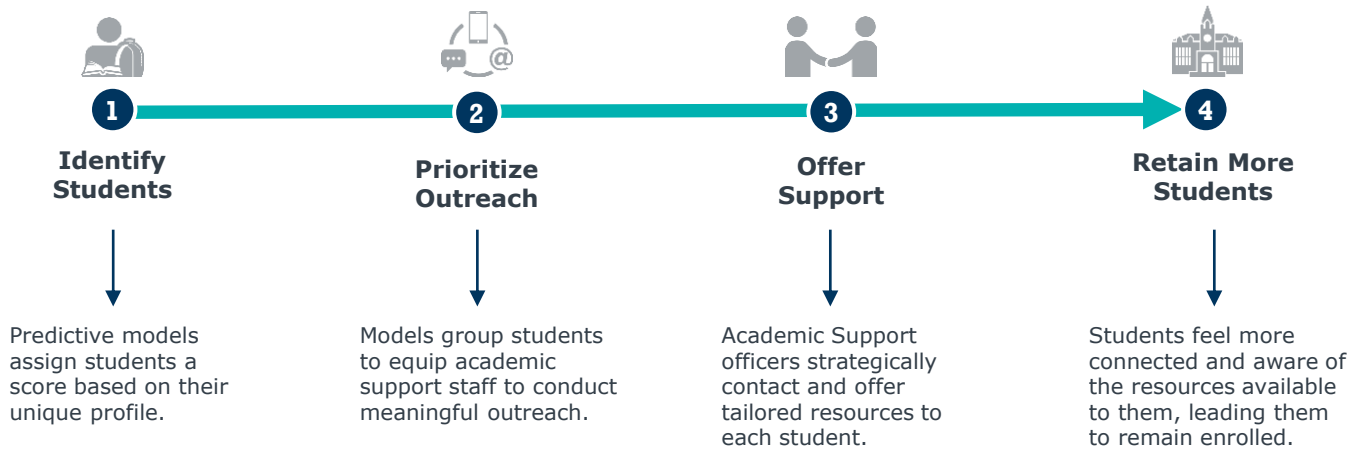 @
1
2
3
4
Identify
Students
Prioritize
Outreach
Offer
Support
Retain More
Students
Predictive models
assign students a
score based on their
unique profile.
Models group students
to equip academic
support staff to conduct
meaningful outreach.
Academic Support
officers strategically
contact and offer
tailored resources to
each student.
Students feel more
connected and aware of
the resources available
to them, leading them
to remain enrolled.